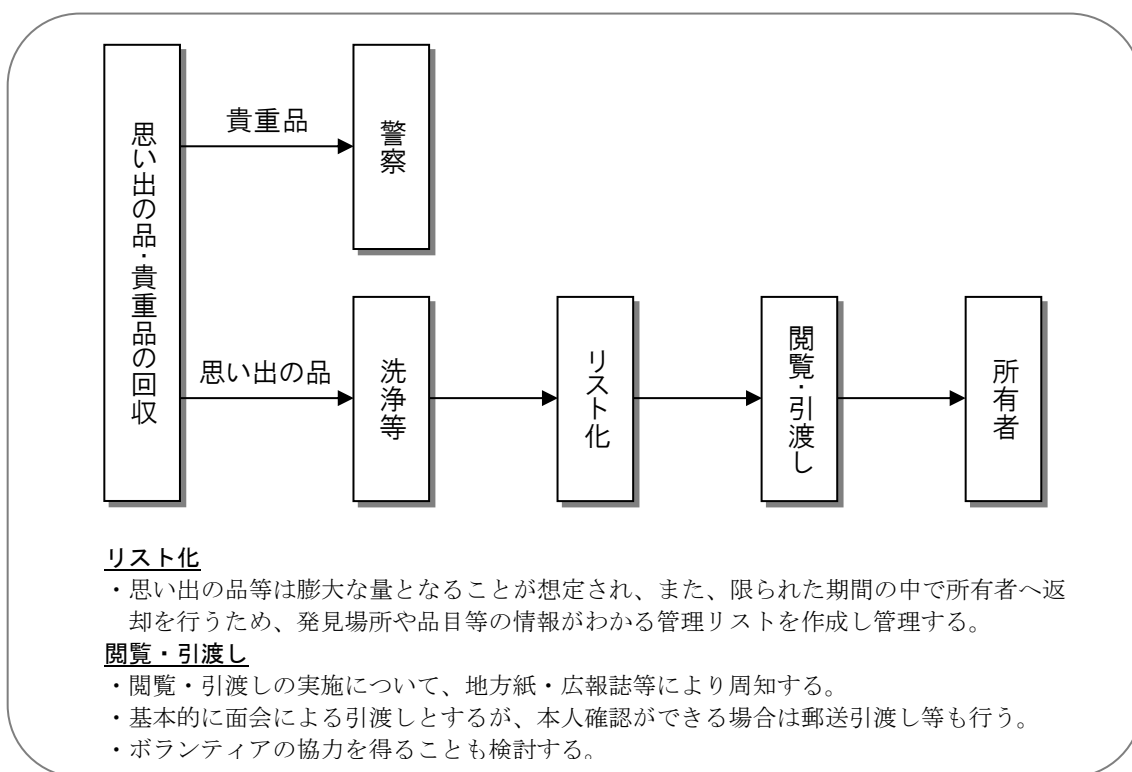 思い出の品・貴重品の回収
貴重品
警察
思い出の品
洗浄等
リスト化
閲覧・引渡し
所有者
リスト化
・思い出の品等は膨大な量となることが想定され、また、限られた期間の中で所有者へ返
却を行うため、発見場所や品目等の情報がわかる管理リストを作成し管理する。
閲覧・引渡し
・閲覧・引渡しの実施について、地方紙・広報誌等により周知する。
・基本的に面会による引渡しとするが、本人確認ができる場合は郵送引渡し等も行う。
・ボランティアの協力を得ることも検討する。